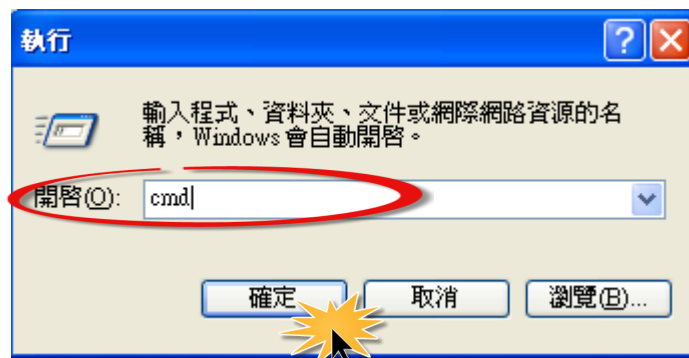 執行
輸入程式、資料夾、文件或網際網路資源的名
稱，Windows 會自動開啓。
開啓(O): cmd
確定 取消 瀏覽(B)...